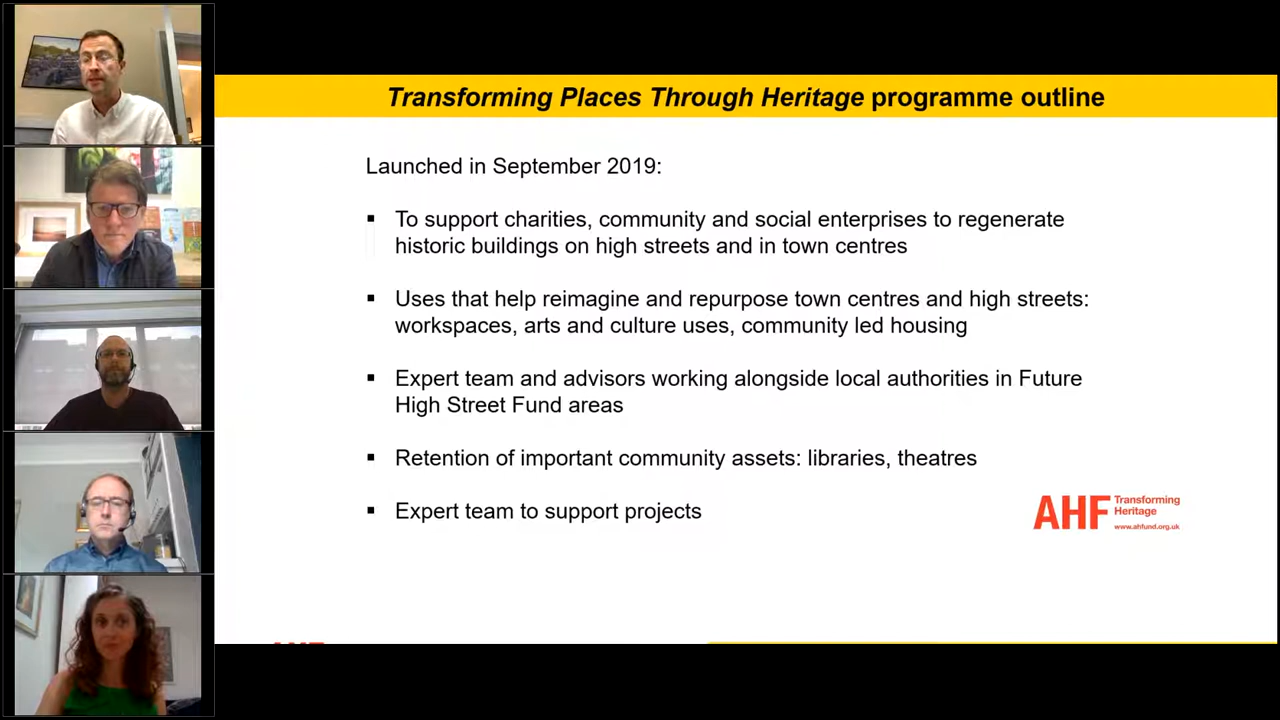 Transforming Places Through Heritage programme outline
Launched in September 2019:
▪ To support charities, community and social enterprises to regenerate
historic buildings on high streets and in town centres
▪ Uses that help reimagine and repurpose town centres and high streets:
workspaces, arts and culture uses, community led housing
▪ Expert team and advisors working alongside local authorities in Future
High Street Fund areas
▪ Retention of important community assets: libraries, theatres
▪ Expert team to support projects
AHF Transforming
Heritage
www.ahfund.org.uk